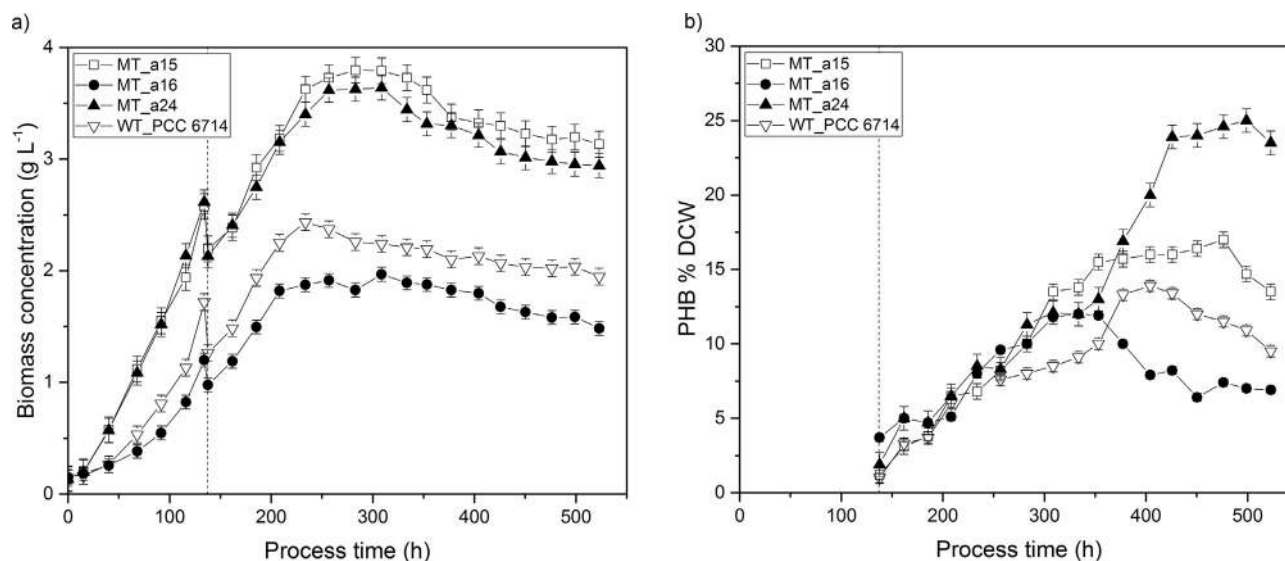 a)
4
3
2
1
0
Biomass concentration (g L⁻¹)
MT_a15
MT_a16
MT_a24
WT_PCC 6714
0 100 200 300 400 500
Process time (h)
b)
30
25
20
15
10
5
0
PHB % DCW
MT_a15
MT_a16
MT_a24
WT_PCC 6714
0 100 200 300 400 500
Process time (h)